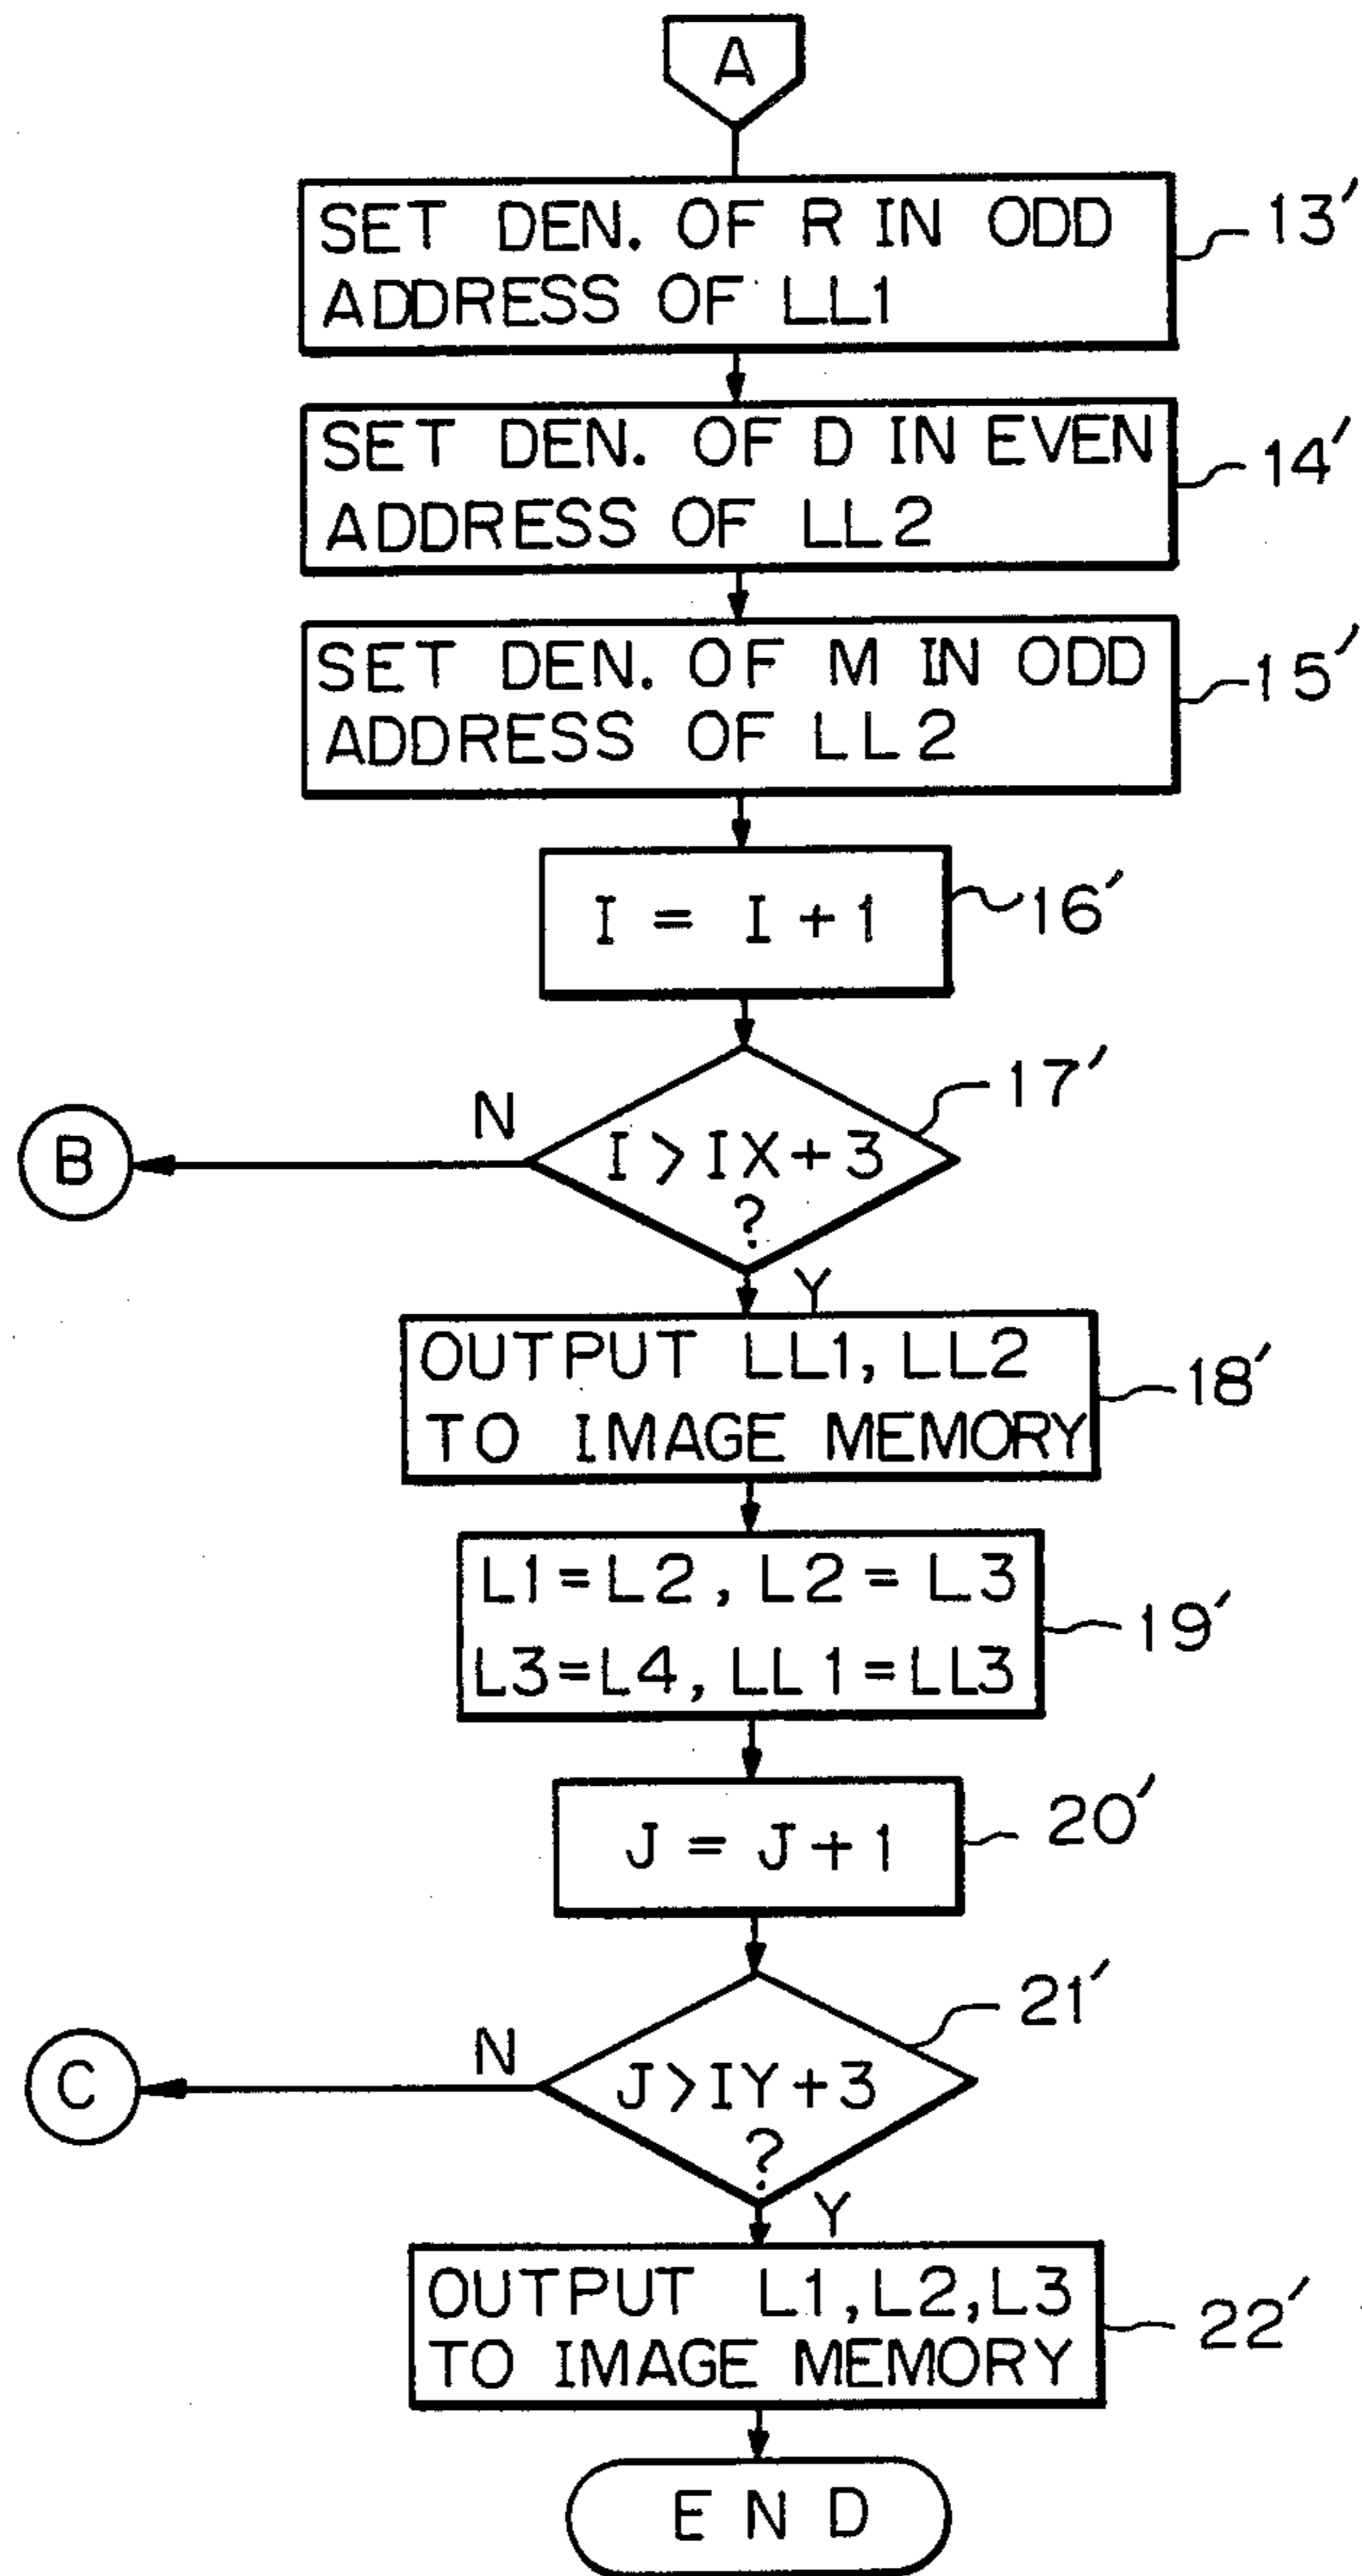 A
SET DEN. OF R IN ODD
ADDRESS OF LL1
13'
SET DEN. OF D IN EVEN
ADDRESS OF LL2
14'
SET DEN. OF M IN ODD
ADDRESS OF LL2
15'
I = I + 1
16'
17'
N
B
I > IX + 3
?
Y
OUTPUT LL1, LL2
TO IMAGE MEMORY
18'
L1 = L2, L2 = L3
L3 = L4, LL1 = LL3
19'
J = J + 1
20'
21'
N
C
J > IY + 3
?
Y
OUTPUT L1, L2, L3
TO IMAGE MEMORY
22'
END